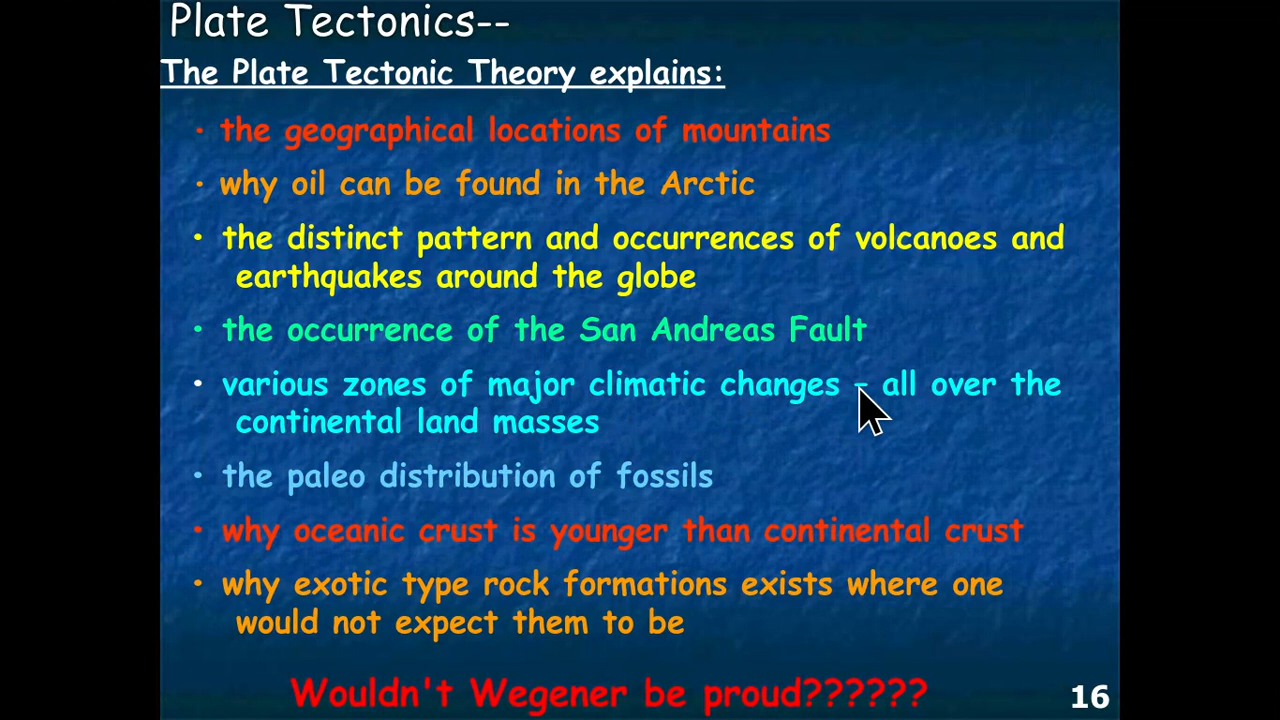 Plate Tectonics--
The Plate Tectonic Theory explains:
• the geographical locations of mountains
• why oil can be found in the Arctic
• the distinct pattern and occurrences of volcanoes and
earthquakes around the globe
• the occurrence of the San Andreas Fault
• various zones of major climatic changes – all over the
continental land masses
• the paleo distribution of fossils
• why oceanic crust is younger than continental crust
• why exotic type rock formations exists where one
would not expect them to be
Wouldn't Wegener be proud??????
16